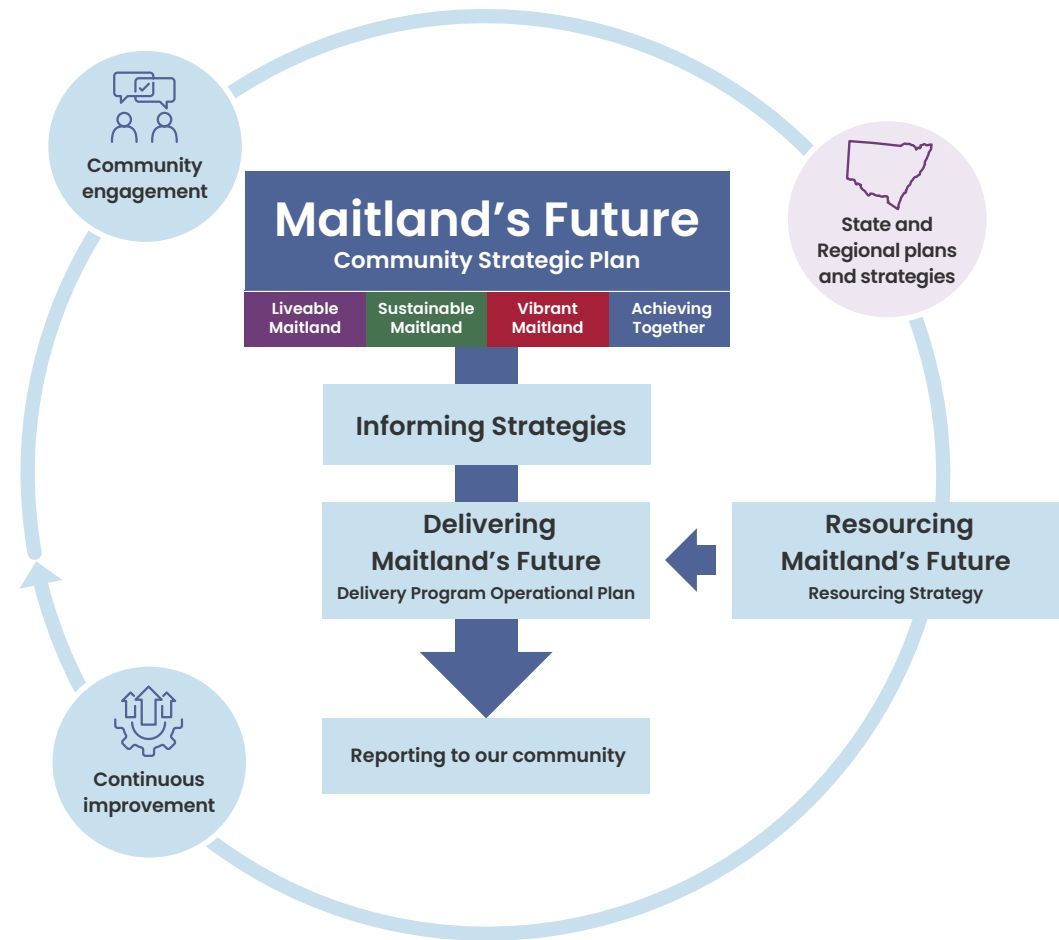 Community
engagement
Maitland's Future
Community Strategic Plan
Liveable
Maitland
Sustainable
Maitland
Vibrant
Maitland
Achieving
Together
State and
Regional plans
and strategies
Informing Strategies
Delivering
Maitland's Future
Delivery Program Operational Plan
Resourcing
Maitland's Future
Resourcing Strategy
Reporting to our community
Continuous
improvement